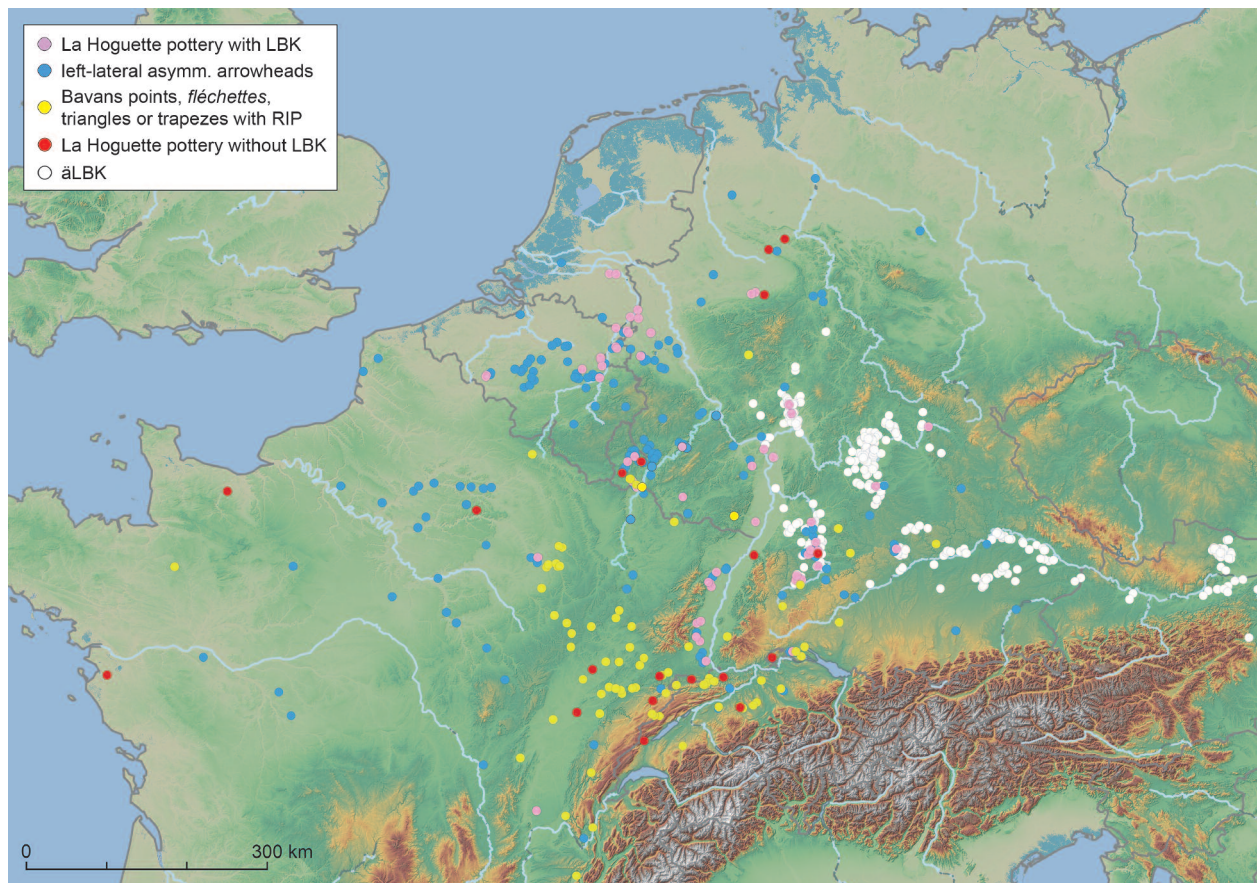 La Hoguette pottery with LBK
left-lateral asymm. arrowheads
Bavans points, fléchettes,
triangles or trapezes with RIP
La Hoguette pottery without LBK
äLBK
0 300 km